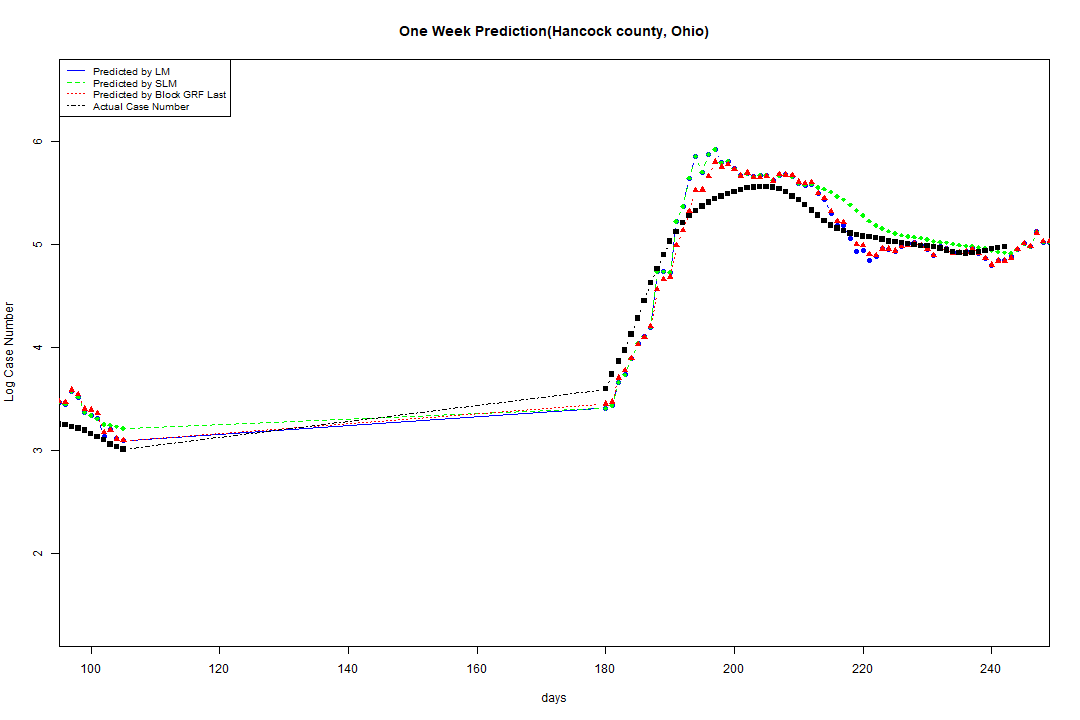 One Week Prediction(Hancock county, Ohio)
Predicted by LM
Predicted by SLM
Predicted by Block GRF Last
Actual Case Number
6
5
4
3
2
Log Case Number
100 120 140 160 180 200 220 240
days